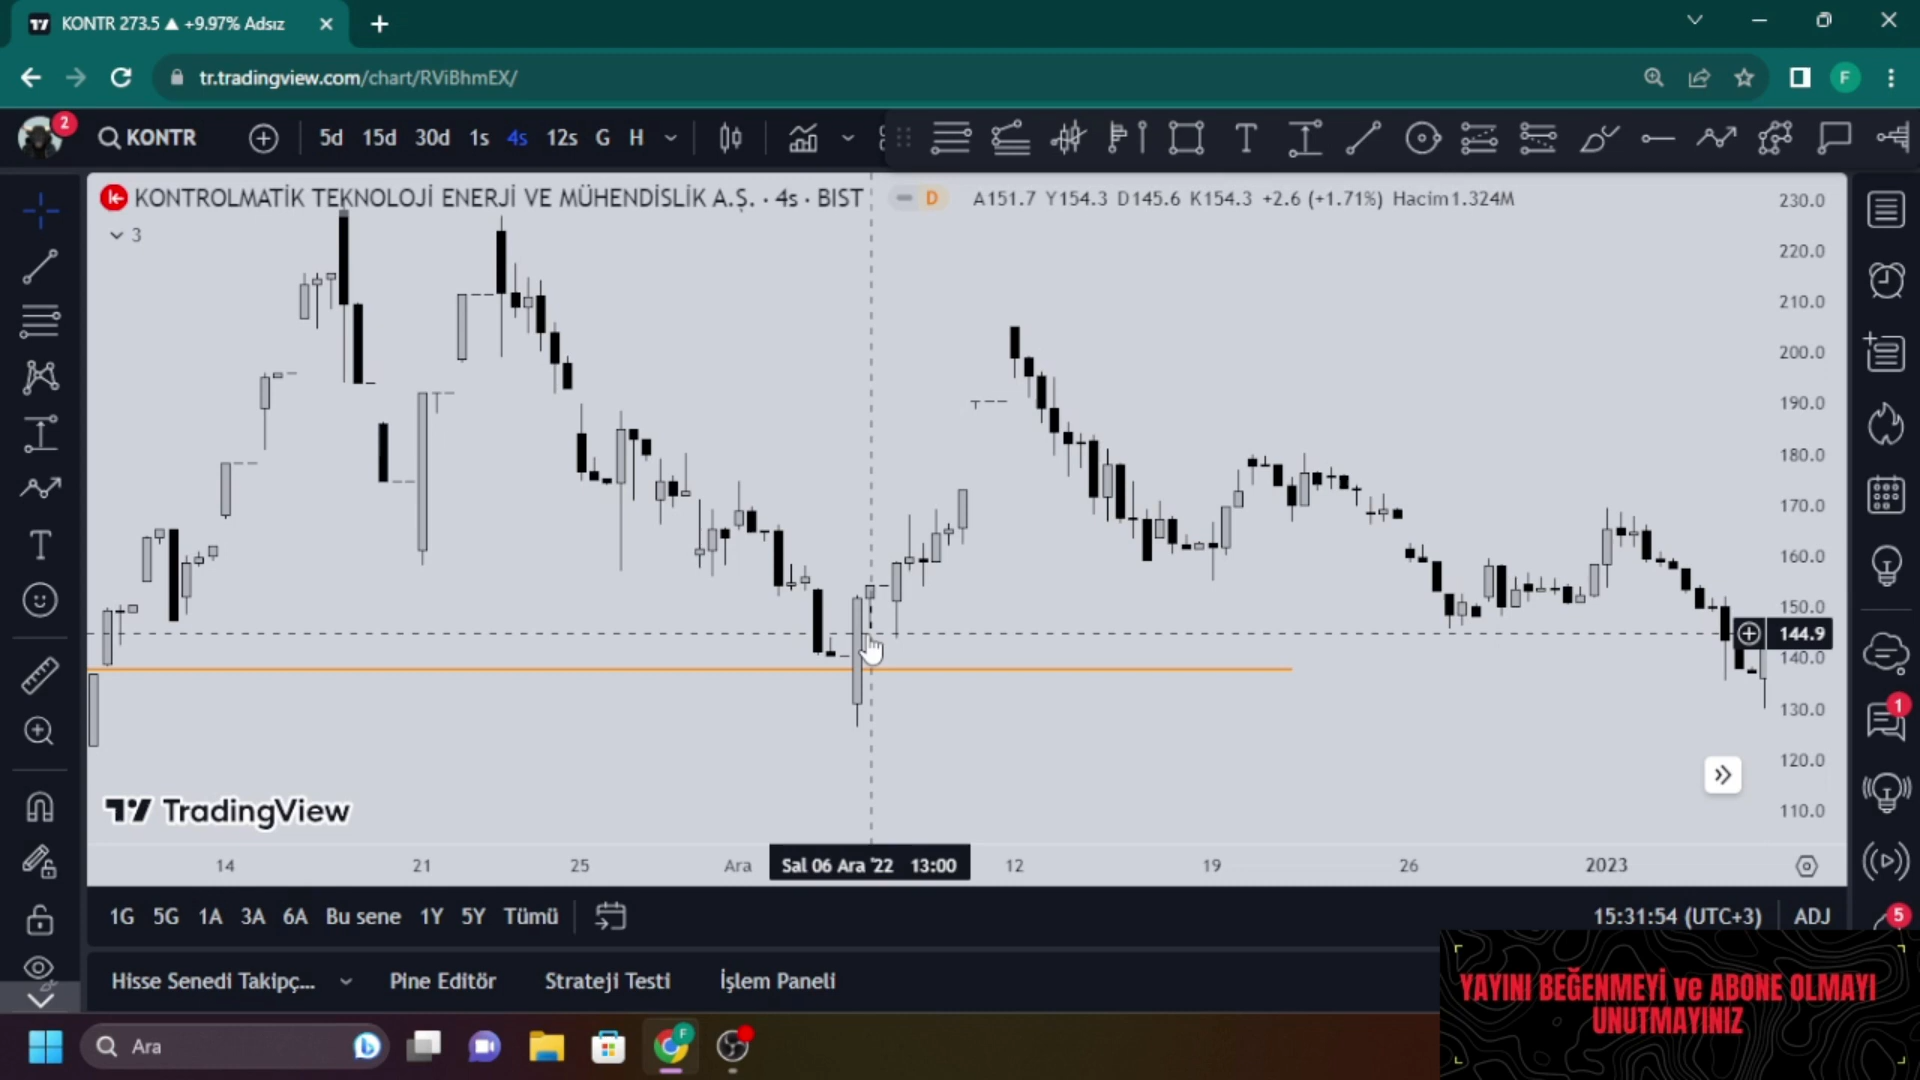 KONTR 273.5 ▲ +9.97% Adsız
tr.tradingview.com/chart/RViBhmEX/
F
2
KONTR
5d 15d 30d 1s 4s 12s G H
KONTROLMATİK TEKNOLOJİ ENERJİ VE MÜHENDİSLİK A.Ş. · 4s · BIST
D
A151.7 Y154.3 D145.6 K154.3 +2.6 (+1.71%) Hacim1.324M
3
230.0
220.0
210.0
200.0
190.0
180.0
170.0
160.0
150.0
144.9
140.0
130.0
120.0
110.0
1
TradingView
14 21 25 Ara Sal 06 Ara '22 13:00 12 19 26 2023
1G 5G 1A 3A 6A Bu sene 1Y 5Y Tümü
15:31:54 (UTC+3) ADJ
5
Hisse Senedi Takipç... Pine Editör Strateji Testi İşlem Paneli
YAYINI BEĞENMEYİ ve ABONE OLMAYI
UNUTMAYINIZ
Ara
F